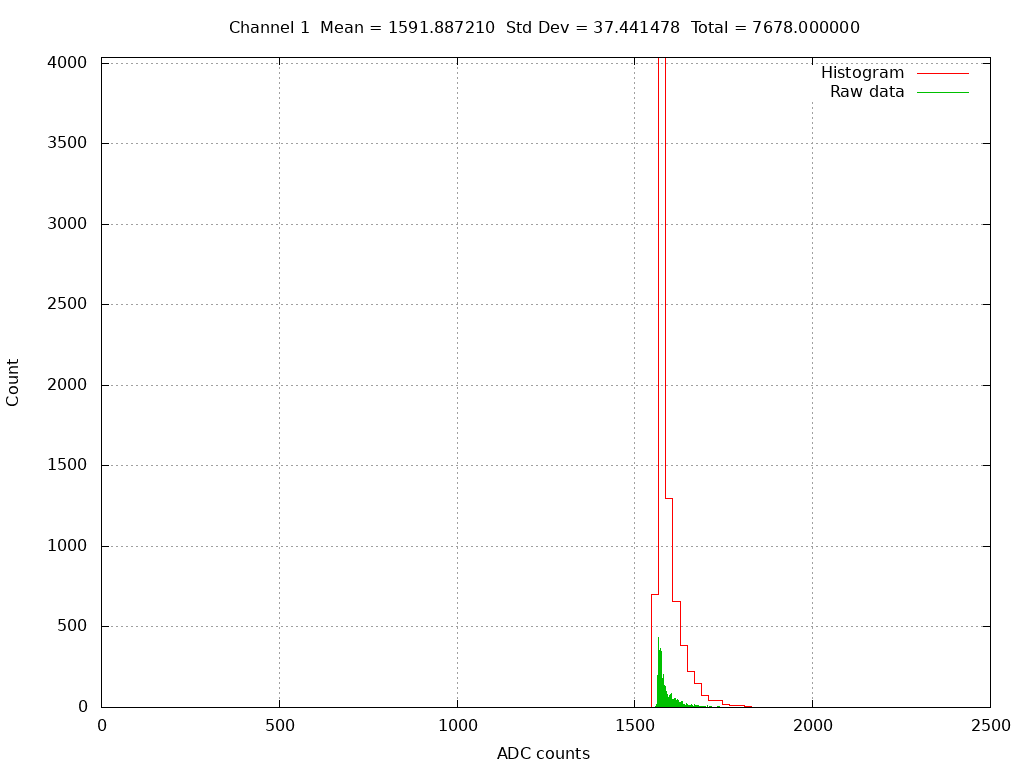 Channel 1  Mean = 1591.887210  Std Dev = 37.441478  Total = 7678.000000
Histogram
Raw data
4000
3500
3000
2500
2000
1500
1000
500
0
Count
0 500 1000 1500 2000 2500
ADC counts